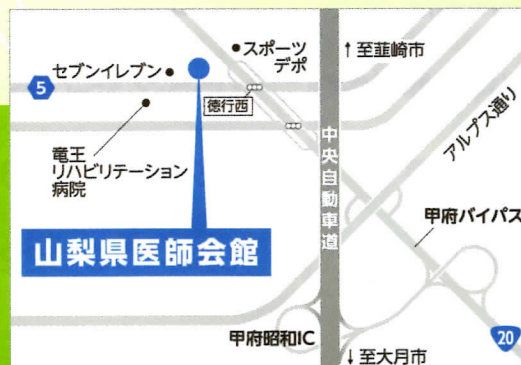 スポーツ
デポ
↑至韮崎市
セブンイレブン
5
徳行西
アルプス通り
竜王
リハビリテーション
病院
中央自動車道
山梨県医師会館
甲府バイパス
甲府昭和IC
20
↓至大月市